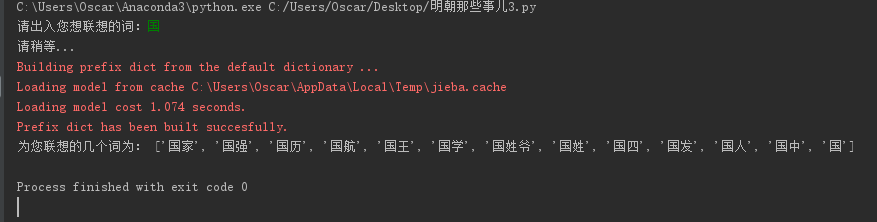 C:\Users\Oscar\Anaconda3\python.exe C:/Users/Oscar/Desktop/明朝那些事儿3.py
请出入您想联想的词：国
请稍等...
Building prefix dict from the default dictionary ...
Loading model from cache C:\Users\Oscar\AppData\Local\Temp\jieba.cache
Loading model cost 1.074 seconds.
Prefix dict has been built succesfully.
为您联想的几个词为： ['国家', '国强', '国历', '国航', '国王', '国学', '国姓爷', '国姓', '国四', '国发', '国人', '国中', '国']
Process finished with exit code 0